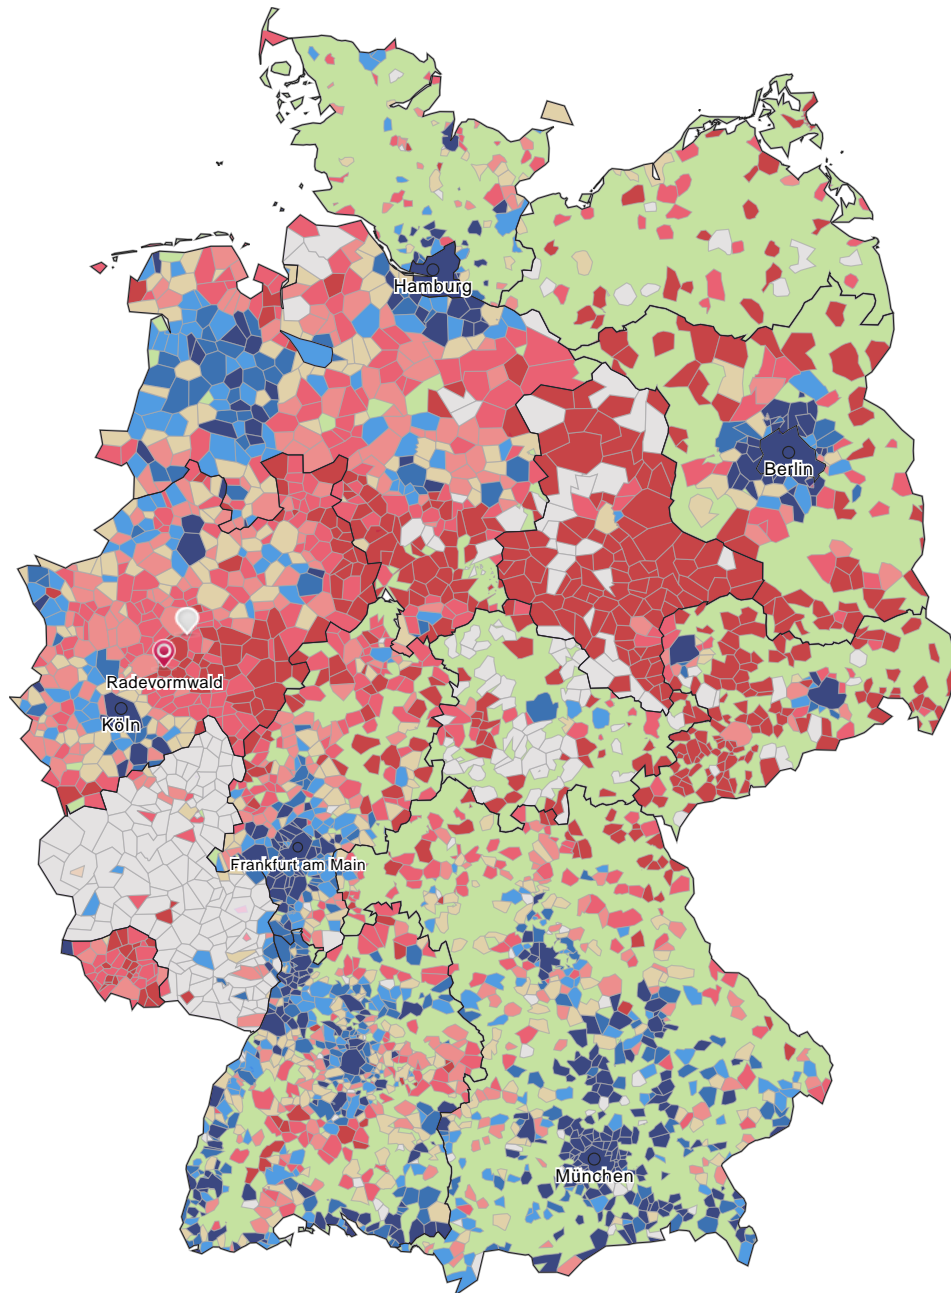 Hamburg
Berlin
Radevormwald
Köln
Frankfurt am Main
München